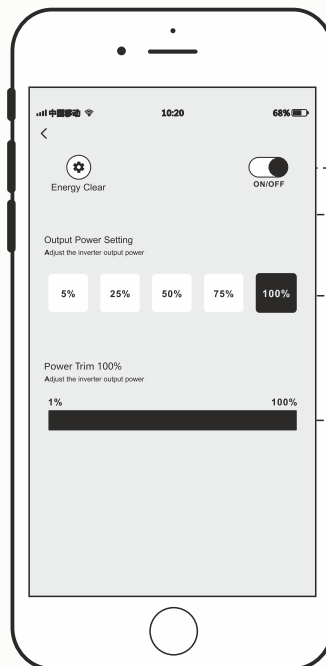 中国移动 10:20 68%
Energy Clear
ON/OFF
Output Power Setting
Adjust the inverter output power
5% 25% 50% 75% 100%
Power Trim 100%
Adjust the inverter output power
1% 100%